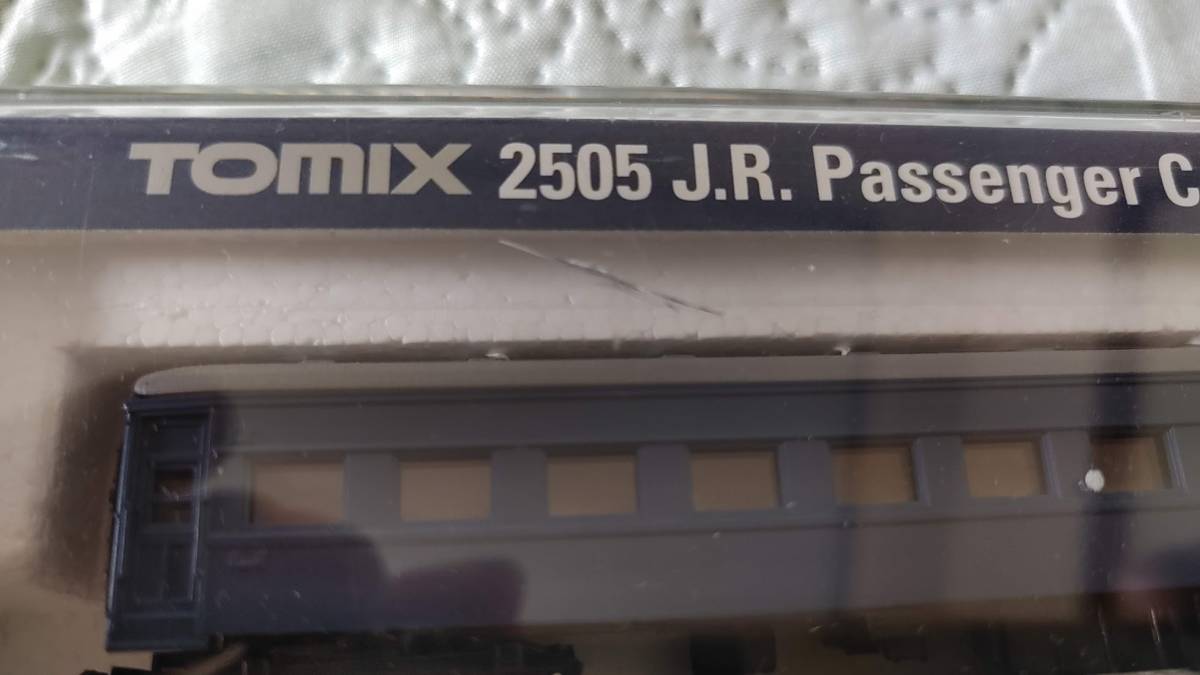 TOMIX 2505 J.R. Passenger C